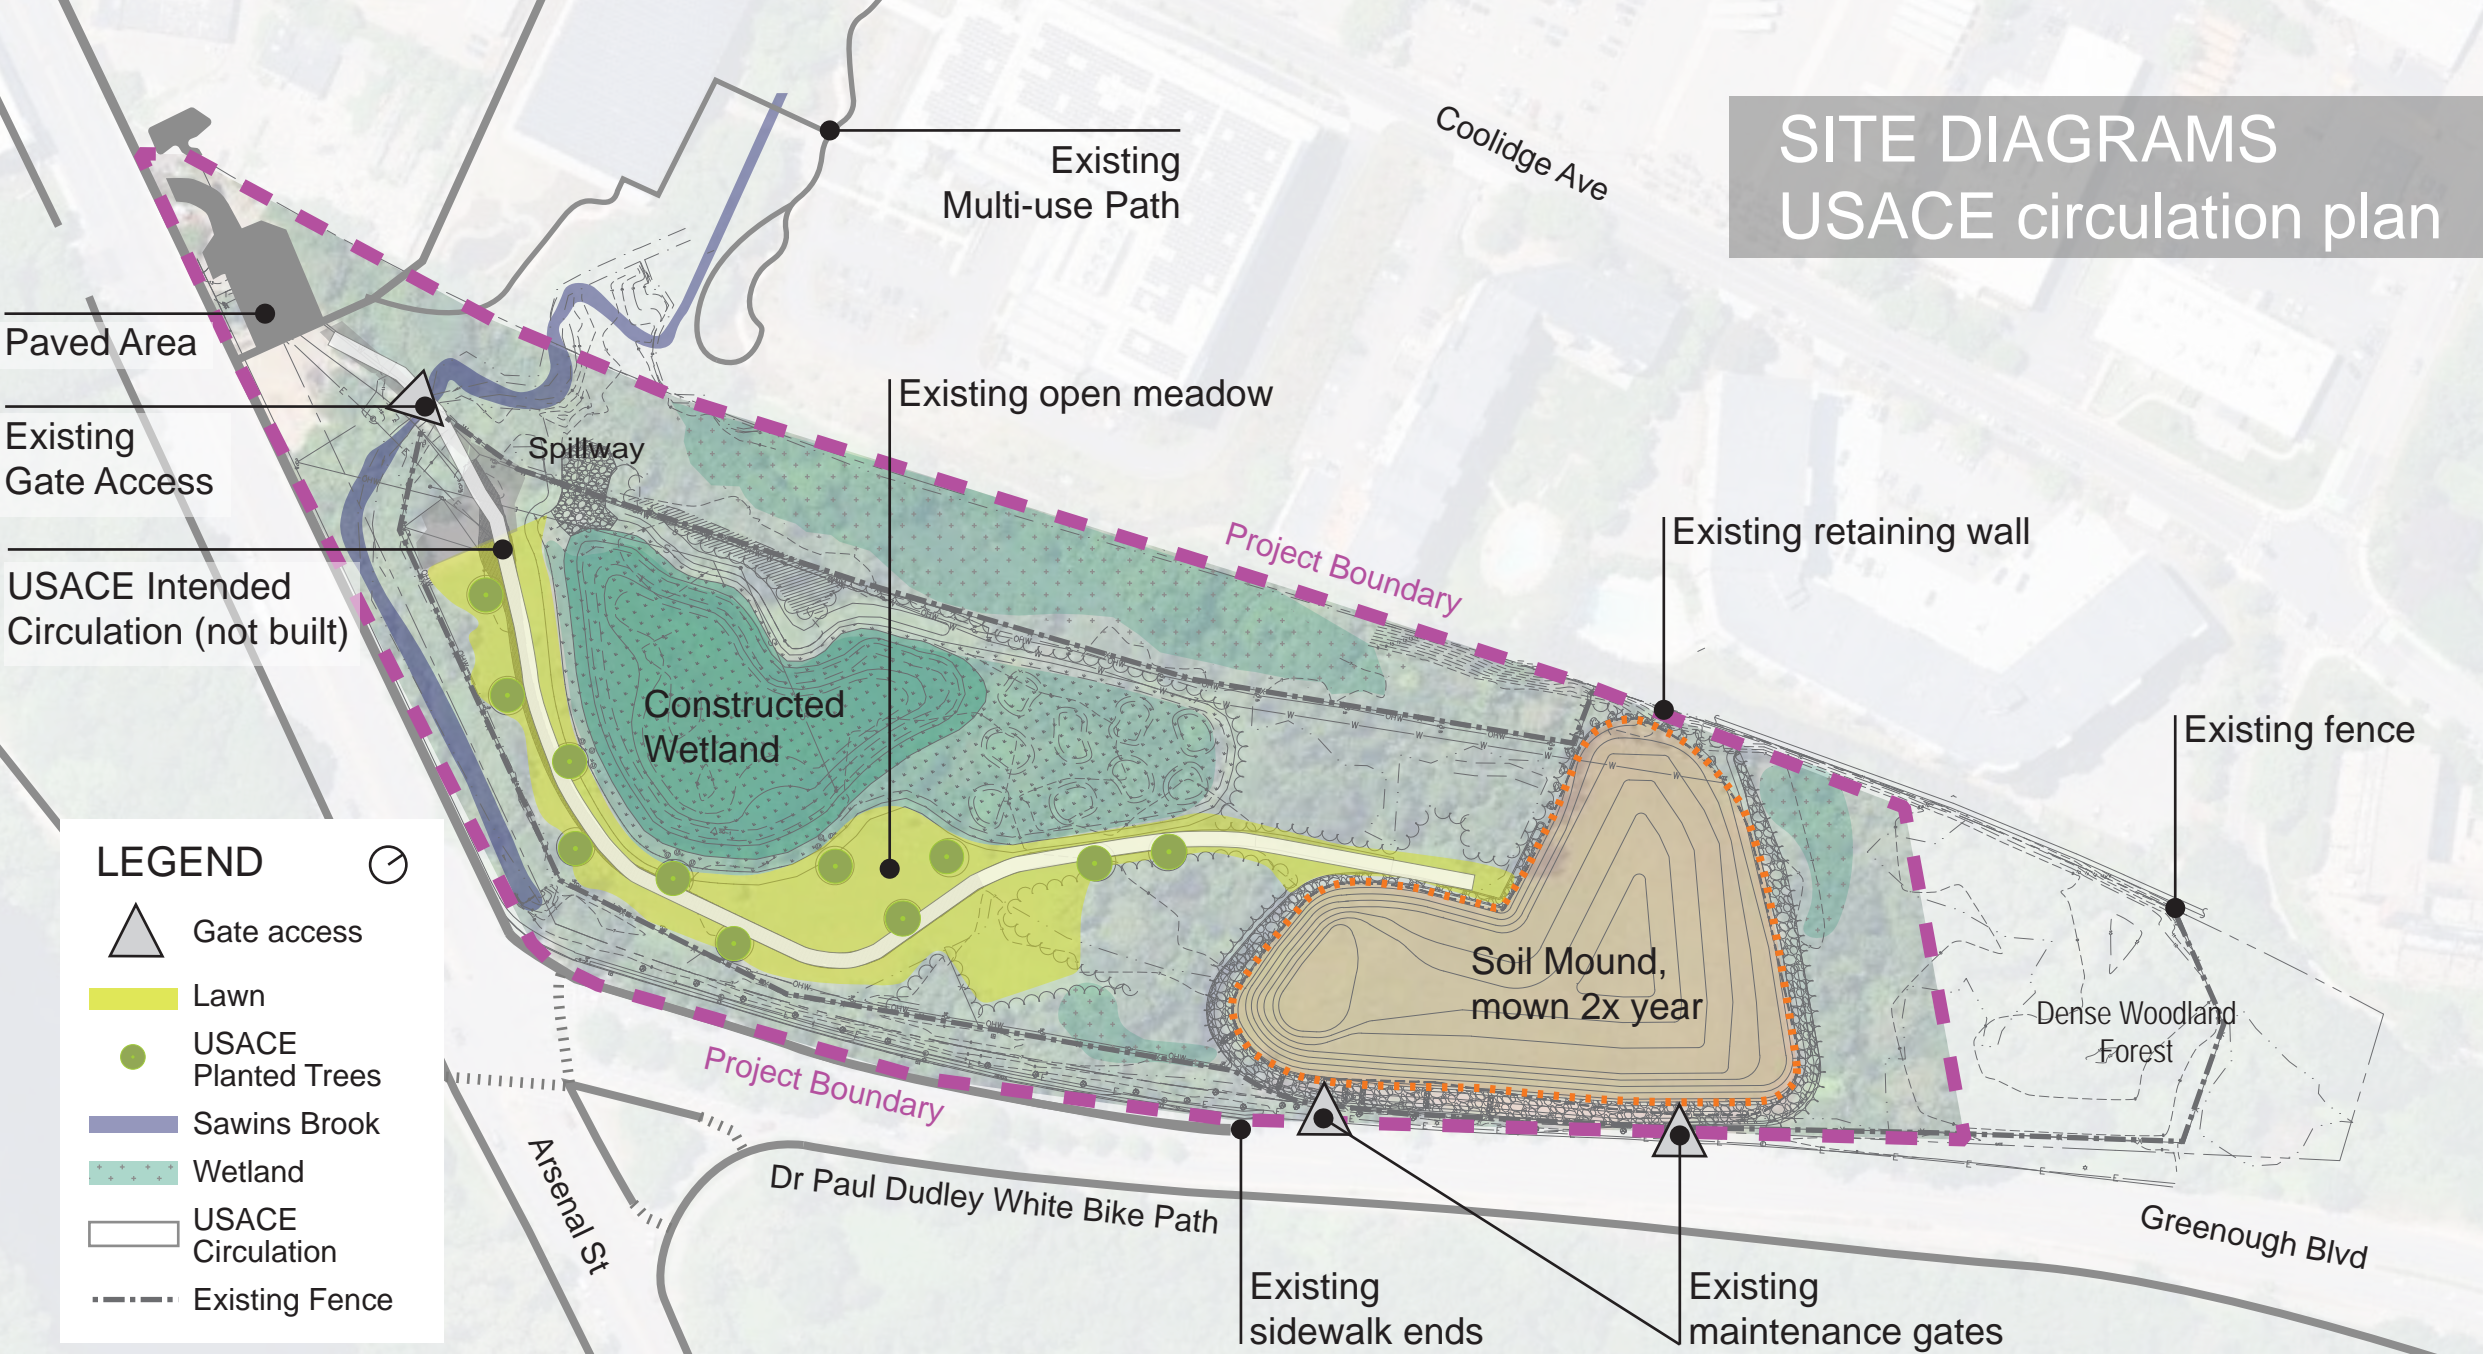 SITE DIAGRAMS
USACE circulation plan
Coolidge Ave
Existing
Multi-use Path
Paved Area
Existing
Gate Access
USACE Intended
Circulation (not built)
Spillway
Existing open meadow
Project Boundary
Existing retaining wall
Existing fence
Constructed
Wetland
Soil Mound,
mown 2x year
Dense Woodland
Forest
Project Boundary
Arsenal St
Dr Paul Dudley White Bike Path
Greenough Blvd
Existing
sidewalk ends
Existing
maintenance gates
LEGEND
Gate access
Lawn
USACE
Planted Trees
Sawins Brook
Wetland
USACE
Circulation
Existing Fence